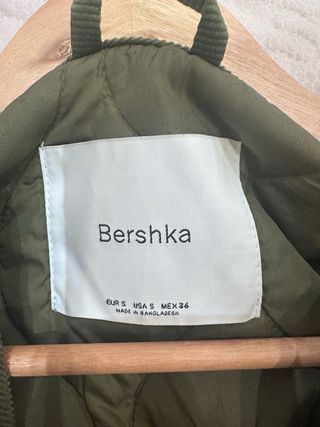 Bershka
EUR S USA S MEX 36
MADE IN BANGLADESH